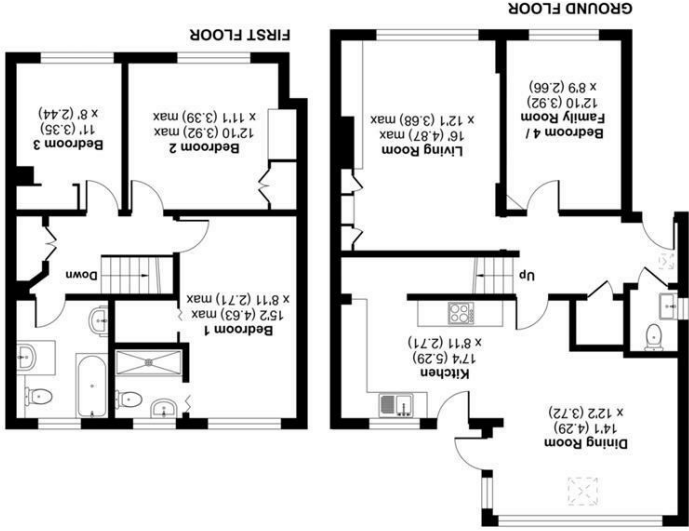 GROUND FLOOR
Bedroom 4 /
Family Room
12'10 (3.92)
x 8'9 (2.66)
Living Room
16' (4.87) max
x 12'1 (3.68) max
Up
Kitchen
17'4 (5.29)
x 8'11 (2.71)
Dining Room
14'1 (4.29)
x 12'2 (3.72)
FIRST FLOOR
Bedroom 2
12'10 (3.92) max
x 11'1 (3.39) max
Bedroom 3
11' (3.35)
x 8' (2.44)
Down
Bedroom 1
15'2 (4.63) max
x 8'11 (2.71) max